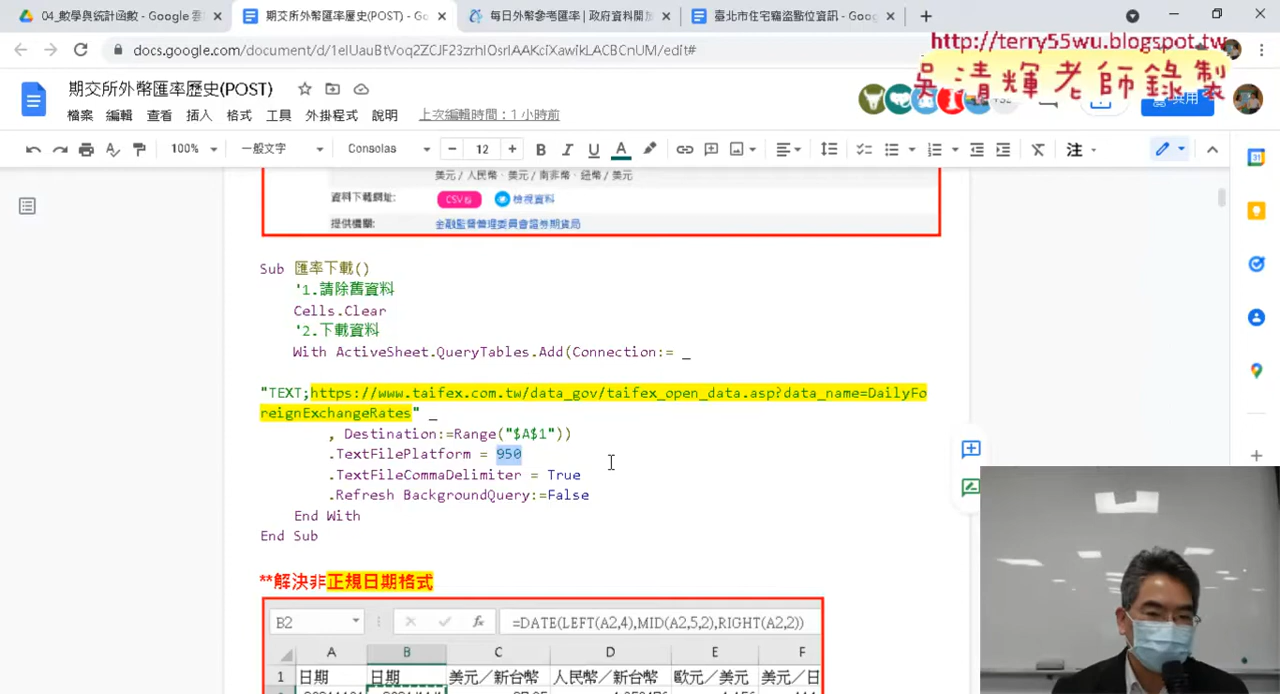 04_數學與統計函數 - Google 雲
期交所外幣匯率歷史(POST) - Go
每日外幣參考匯率 | 政府資料開放
臺北市住宅竊盜點位資訊 - Goog
docs.google.com/document/d/1elUauBtVoq2ZCJF23zrhIOsrlAAKciXawikLACBCnUM/edit#
http://terry55wu.blogspot.tw
吳清輝老師錄製
期交所外幣匯率歷史(POST)
共用
檔案 編輯 查看 插入 格式 工具 外掛程式 說明 上次編輯時間：1 小時前
100% 一般文字 Consolas 12 B I U A 注
美元 / 人民幣、美元 / 南非幣、紐幣 / 美元
資料下載網址: CSV 檢視資料
提供機關: 金融監督管理委員會證券期貨局
Sub 匯率下載()
'1.請除舊資料
Cells.Clear
'2.下載資料
With ActiveSheet.QueryTables.Add(Connection:= _
"TEXT;https://www.taifex.com.tw/data_gov/taifex_open_data.asp?data_name=DailyFo
reignExchangeRates" _
, Destination:=Range("$A$1"))
.TextFilePlatform = 950
.TextFileCommaDelimiter = True
.Refresh BackgroundQuery:=False
End With
End Sub
**解決非正規日期格式
B2 fx =DATE(LEFT(A2,4),MID(A2,5,2),RIGHT(A2,2))
A B C D E F
1 日期 日期 美元／新台幣 人民幣／新台幣 歐元／美元 美元／日